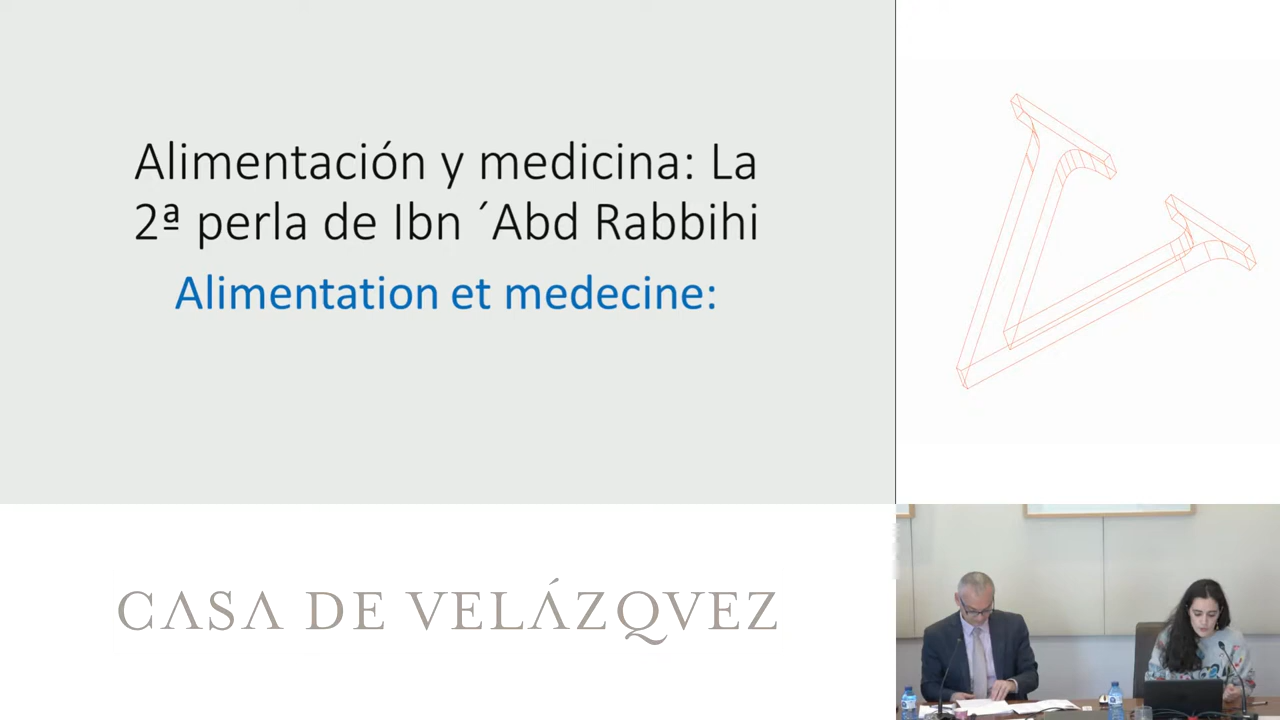 Alimentación y medicina: La
2ª perla de Ibn ´Abd Rabbihi
Alimentation et medecine:
CASA DE VELÁZQVEZ